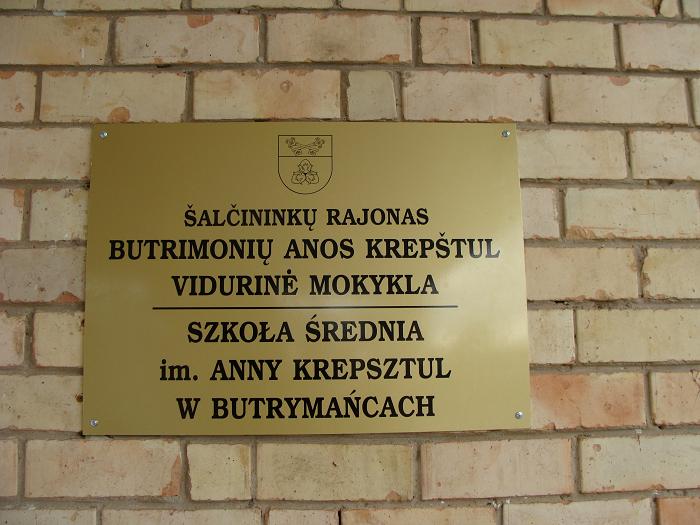 ŠALČININKŲ RAJONAS
BUTRIMONIŲ ANOS KREPŠTUL
VIDURINĖ MOKYKLA
SZKOŁA ŚREDNIA
im. ANNY KREPSZTUL
W BUTRYMAŃCACH